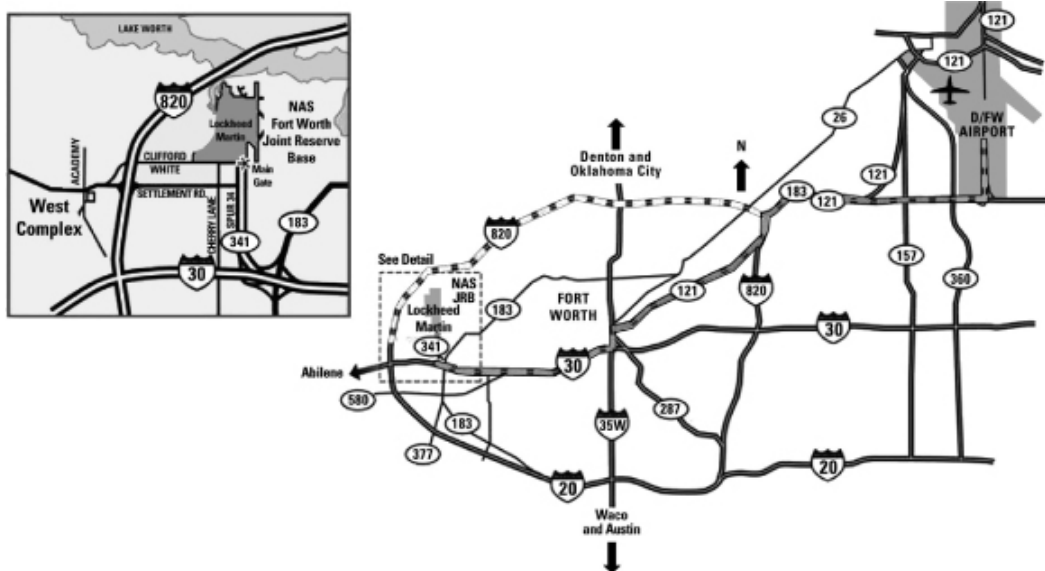 LAKE WORTH
820
Lockheed
Martin
NAS
Fort Worth
Joint Reserve
Base
ACADEMY
CLIFFORD
WHITE
SETTLEMENT RD.
Main
Gate
West
Complex
CHERRY LANE
SPUR 341
341
183
30
121
121
D/FW
AIRPORT
26
Denton and
Oklahoma City
N
121
183
121
820
See Detail
NAS
JRB
Lockheed
Martin
183
FORT
WORTH
121
820
157
360
341
30
30
Abilene
580
183
377
287
35W
20
20
Waco
and Austin